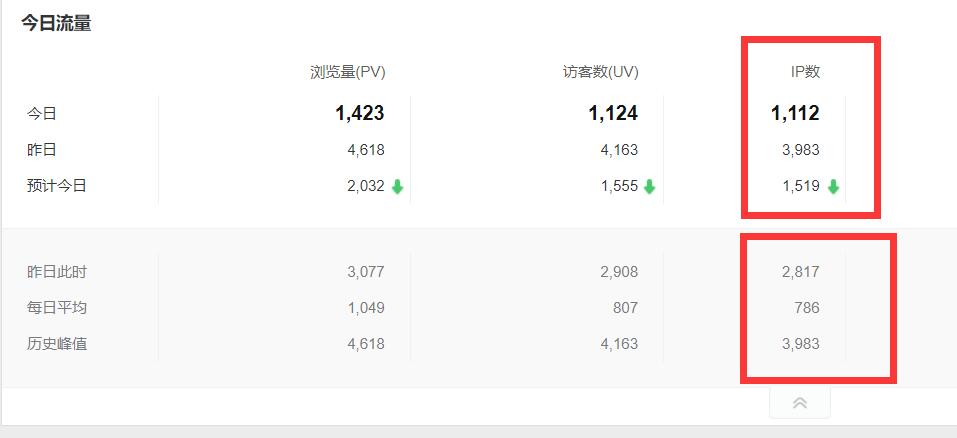 今日流量
浏览量(PV) 访客数(UV) IP数
今日 1,423 1,124 1,112
昨日 4,618 4,163 3,983
预计今日 2,032 1,555 1,519
昨日此时 3,077 2,908 2,817
每日平均 1,049 807 786
历史峰值 4,618 4,163 3,983